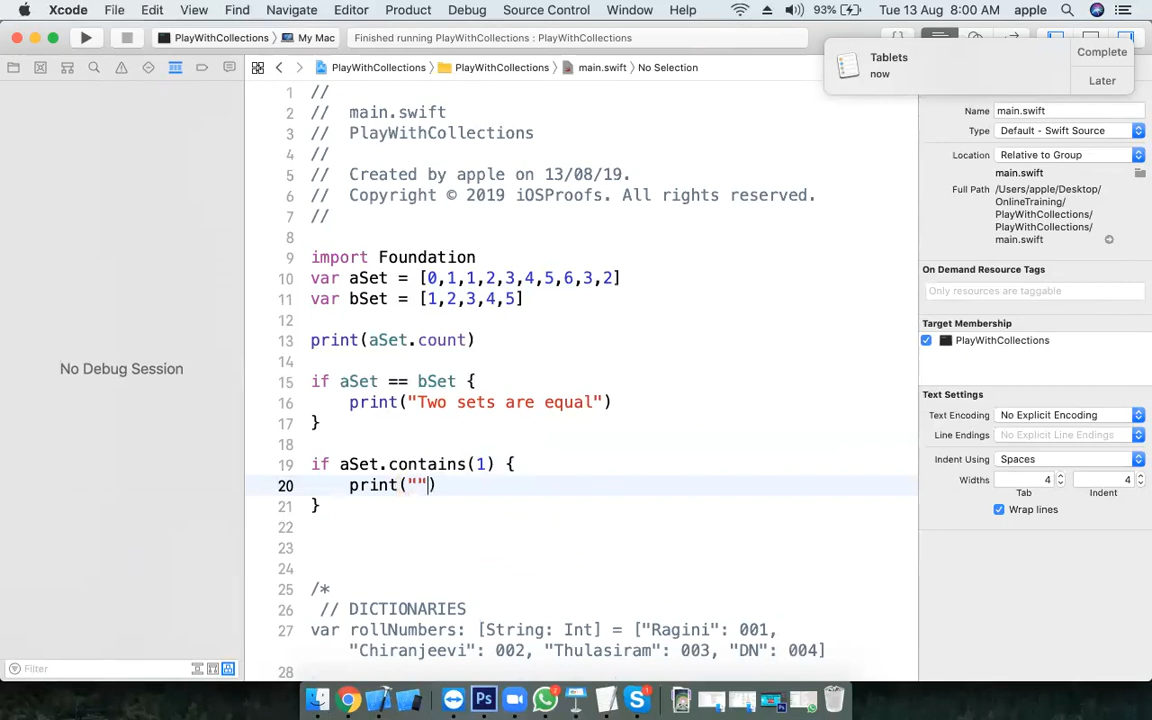 Xcode File Edit View Find Navigate Editor Product Debug Source Control Window Help 93% Tue 13 Aug 8:00 AM apple
PlayWithCollections My Mac Finished running PlayWithCollections : PlayWithCollections
Tablets
now
Complete
Later
PlayWithCollections PlayWithCollections main.swift No Selection
1 //
2 // main.swift
3 // PlayWithCollections
4 //
5 // Created by apple on 13/08/19.
6 // Copyright © 2019 iOSProofs. All rights reserved.
7 //
8
9 import Foundation
10 var aSet = [0,1,1,2,3,4,5,6,3,2]
11 var bSet = [1,2,3,4,5]
12
13 print(aSet.count)
14
15 if aSet == bSet {
16 print("Two sets are equal")
17 }
18
19 if aSet.contains(1) {
20 print("")
21 }
22
23
24
25 /*
26 // DICTIONARIES
27 var rollNumbers: [String: Int] = ["Ragini": 001,
"Chiranjeevi": 002, "Thulasiram": 003, "DN": 004]
28
No Debug Session
Filter
Name main.swift
Type Default - Swift Source
Location Relative to Group
main.swift
Full Path /Users/apple/Desktop/
OnlineTraining/
PlayWithCollections/
PlayWithCollections/
main.swift
On Demand Resource Tags
Only resources are taggable
Target Membership
PlayWithCollections
Text Settings
Text Encoding No Explicit Encoding
Line Endings No Explicit Line Endings
Indent Using Spaces
Widths 4 4
Tab Indent
Wrap lines
Ps